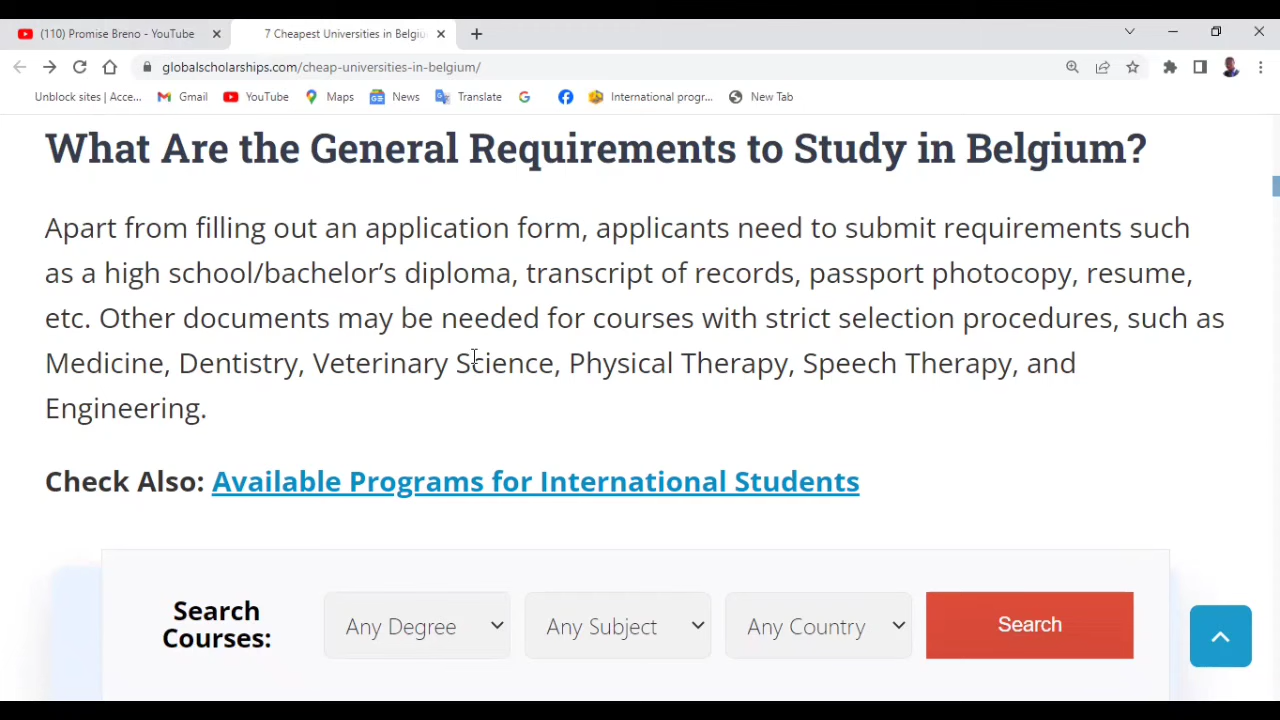 (110) Promise Breno - YouTube
7 Cheapest Universities in Belgiu
globalscholarships.com/cheap-universities-in-belgium/
Unblock sites | Acce...
Gmail
YouTube
Maps
News
Translate
International progr...
New Tab
What Are the General Requirements to Study in Belgium?
Apart from filling out an application form, applicants need to submit requirements such
as a high school/bachelor’s diploma, transcript of records, passport photocopy, resume,
etc. Other documents may be needed for courses with strict selection procedures, such as
Medicine, Dentistry, Veterinary Science, Physical Therapy, Speech Therapy, and
Engineering.
Check Also: Available Programs for International Students
Search
Courses:
Any Degree
Any Subject
Any Country
Search